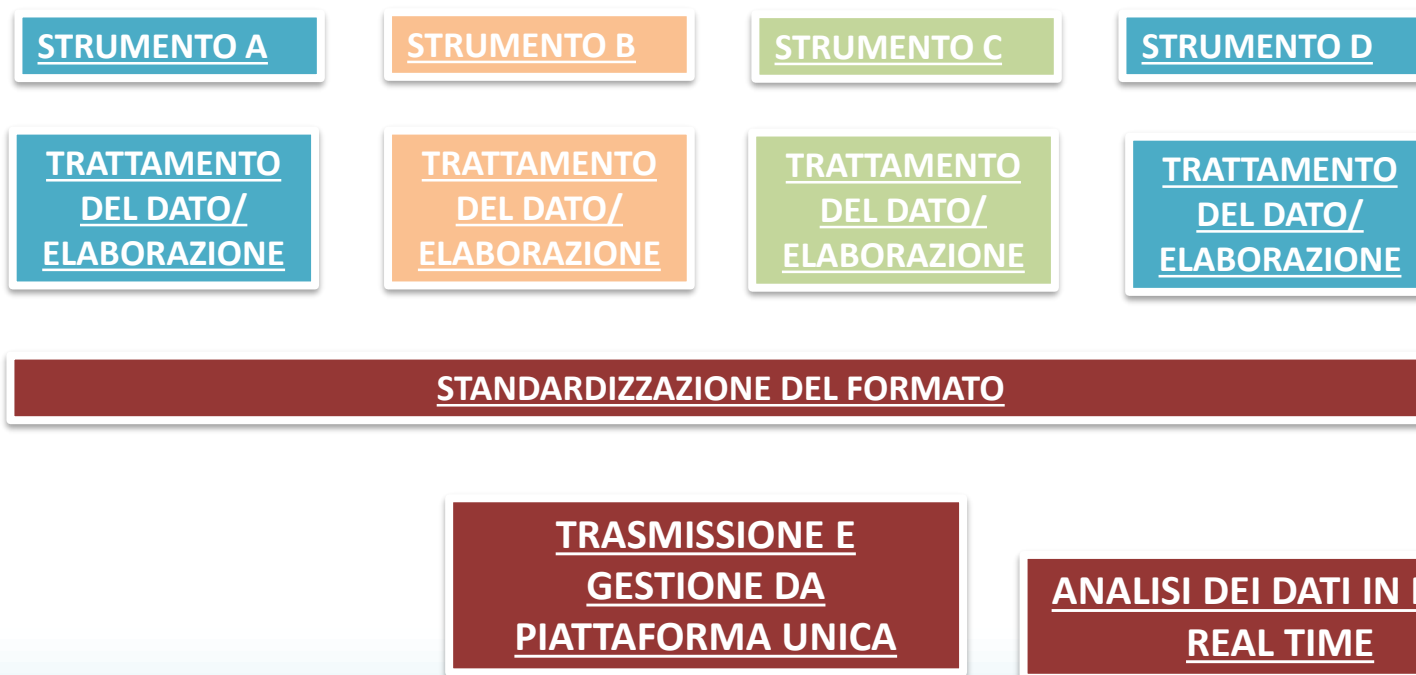 STRUMENTO A
STRUMENTO B
STRUMENTO C
STRUMENTO D
TRATTAMENTO
DEL DATO/
ELABORAZIONE
TRATTAMENTO
DEL DATO/
ELABORAZIONE
TRATTAMENTO
DEL DATO/
ELABORAZIONE
TRATTAMENTO
DEL DATO/
ELABORAZIONE
STANDARDIZZAZIONE DEL FORMATO
TRASMISSIONE E
GESTIONE DA
PIATTAFORMA UNICA
ANALISI DEI DATI IN
REAL TIME